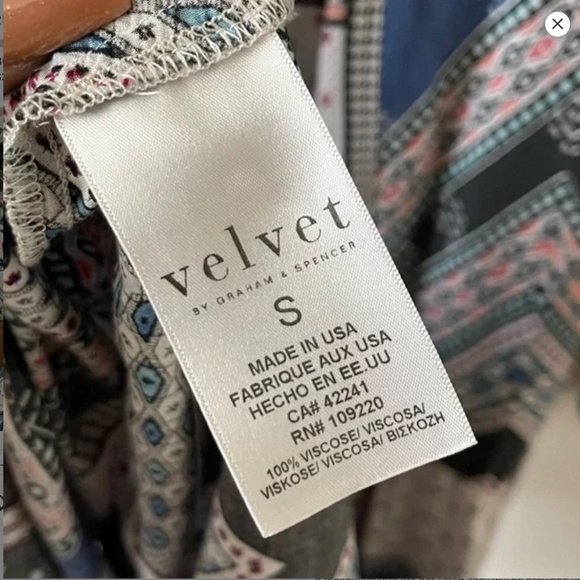 velvet
BY GRAHAM & SPENCER
S
MADE IN USA
FABRIQUE AUX USA
HECHO EN EE.UU
CA# 42241
RN# 109220
100% VISCOSE/ VISCOSA/
VISKOSE/ VISCOSA/ ΒΙΣΚΟΖΗ